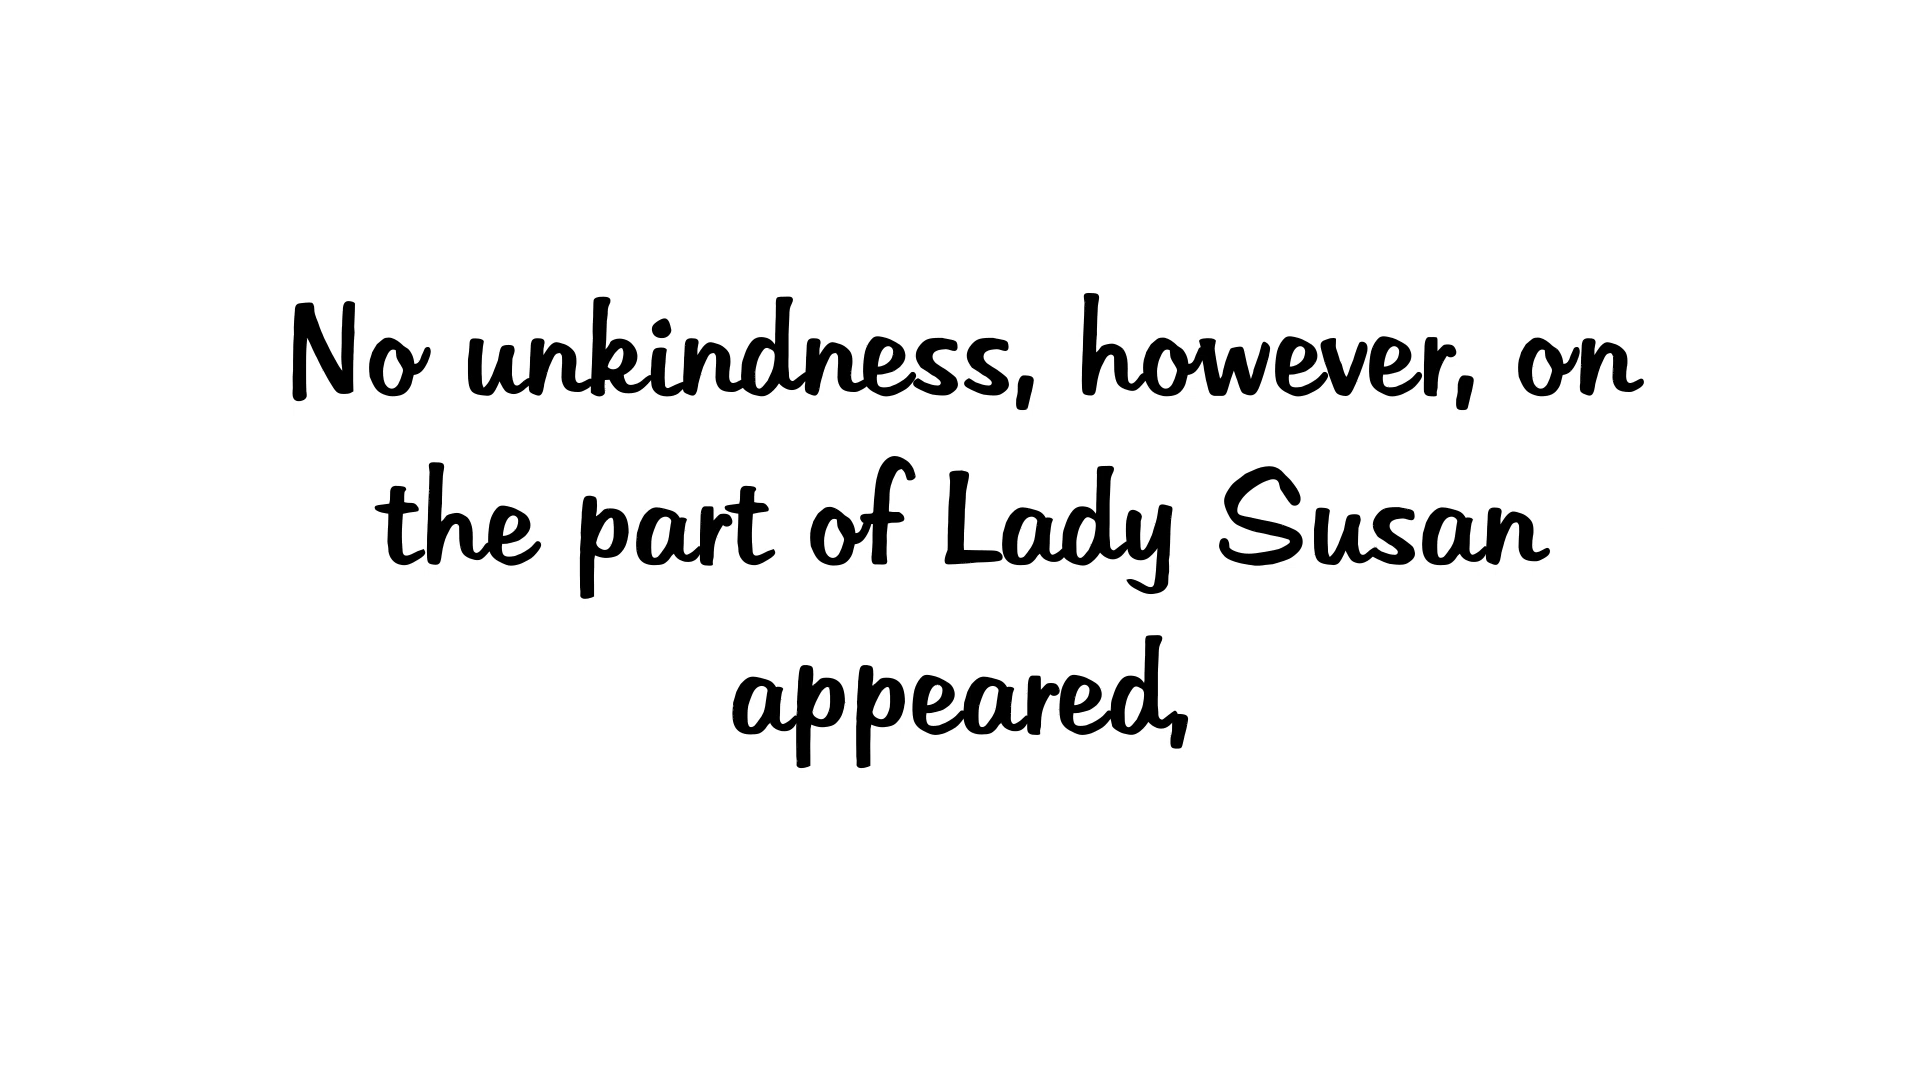 No unkindness, however, on
the part of Lady Susan
appeared,